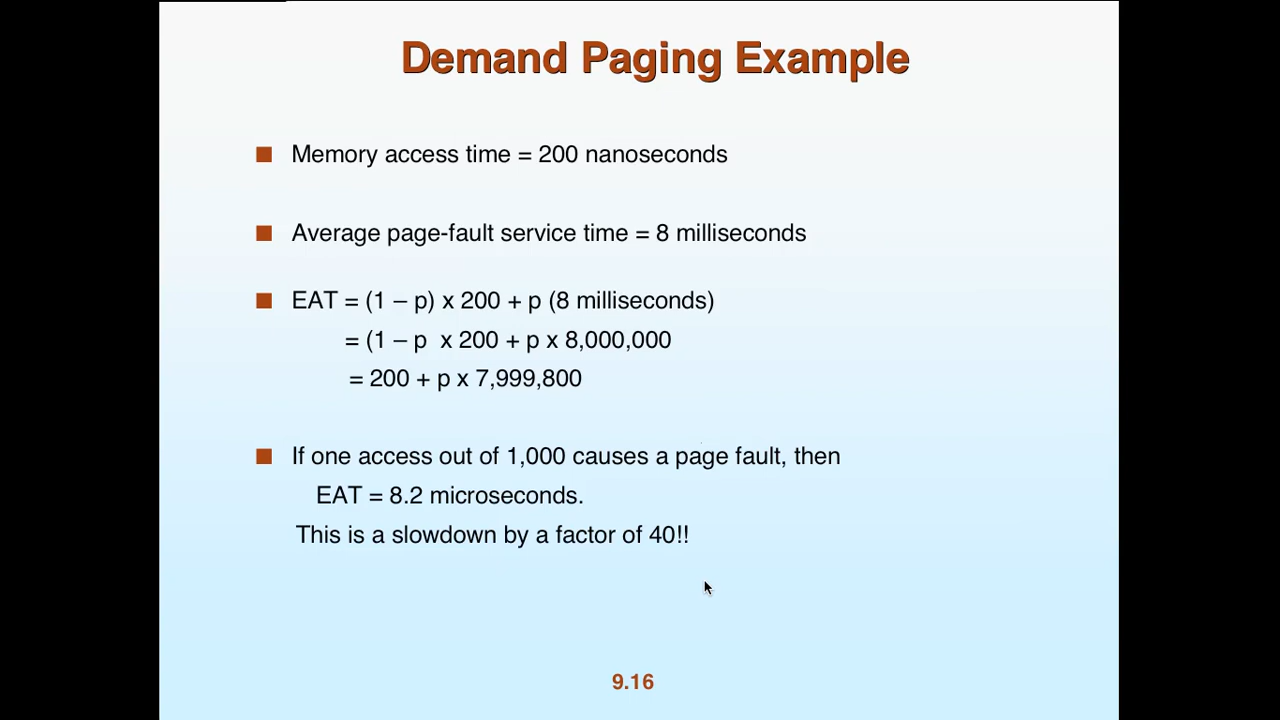 Demand Paging Example
Memory access time = 200 nanoseconds
Average page-fault service time = 8 milliseconds
EAT = (1 – p) x 200 + p (8 milliseconds)
= (1 – p x 200 + p x 8,000,000
= 200 + p x 7,999,800
If one access out of 1,000 causes a page fault, then
EAT = 8.2 microseconds.
This is a slowdown by a factor of 40!!
9.16